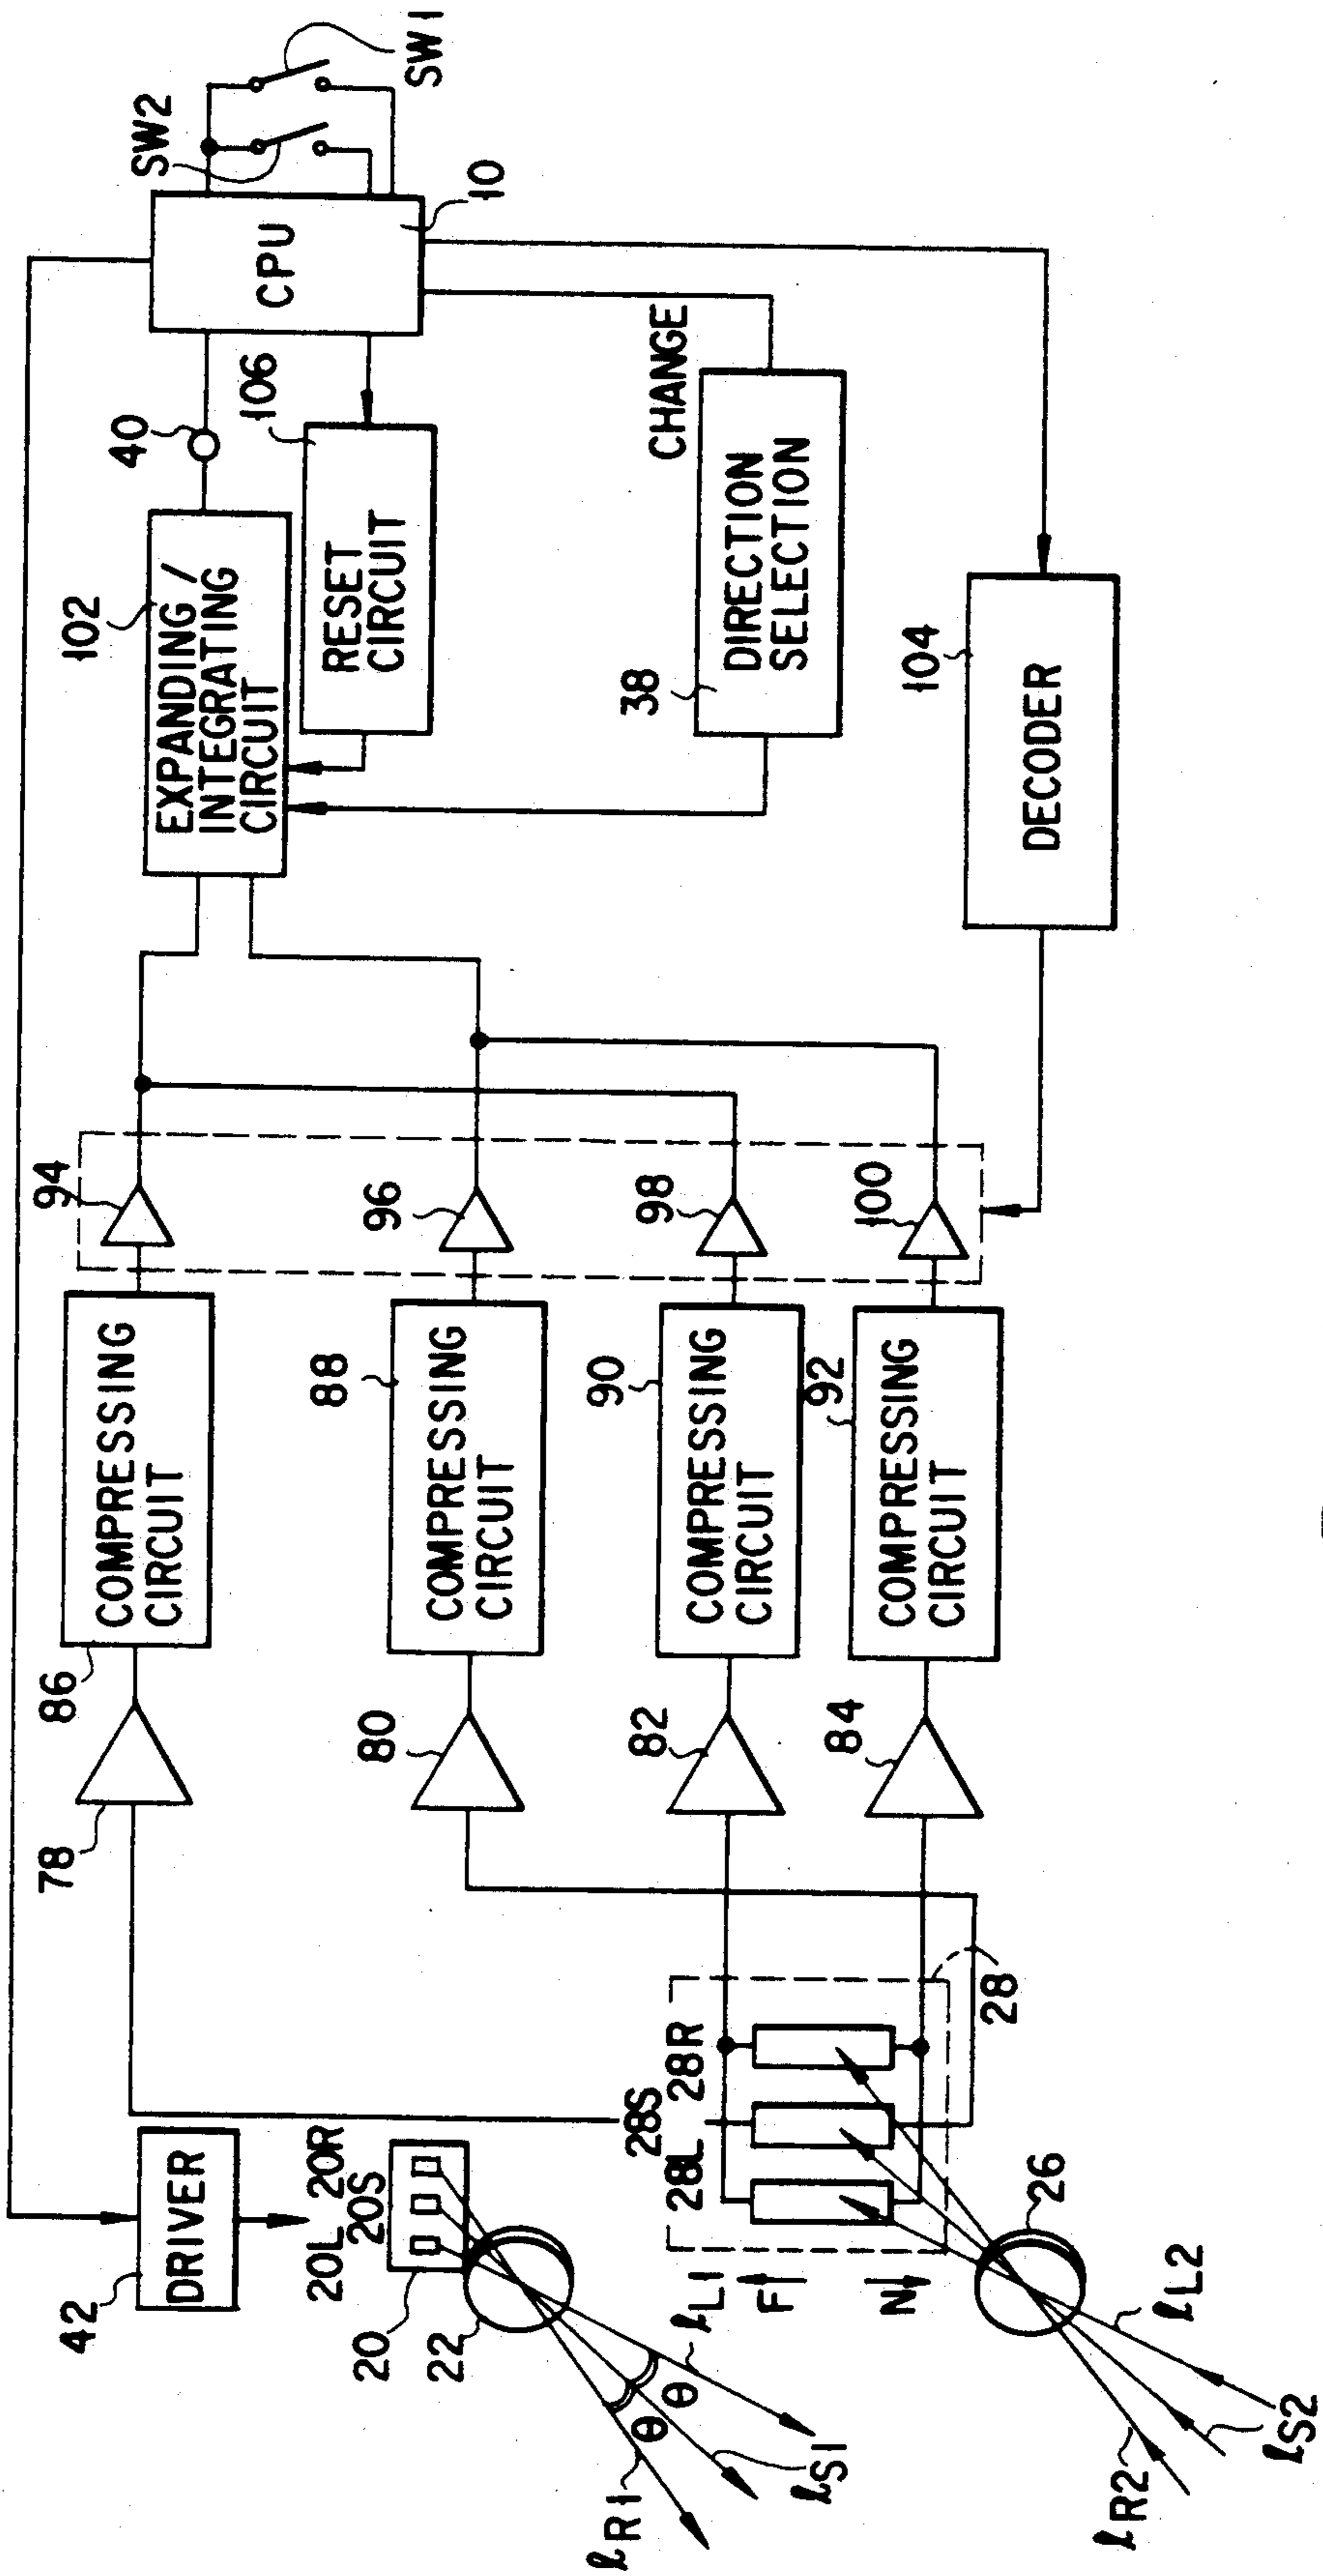 SW1
SW2
10
CPU
40
106
102
EXPANDING /
INTEGRATING
CIRCUIT
RESET
CIRCUIT
CHANGE
38
DIRECTION
SELECTION
104
DECODER
94
96
98
100
COMPRESSING
CIRCUIT
88
COMPRESSING
CIRCUIT
90
COMPRESSING
CIRCUIT
92
COMPRESSING
CIRCUIT
86
78
80
82
84
42
DRIVER
20L
20S
20R
20
22
28L
28S
28R
28
26
F
N
θ
θ
ℓR1
ℓS1
ℓL1
ℓR2
ℓS2
ℓL2